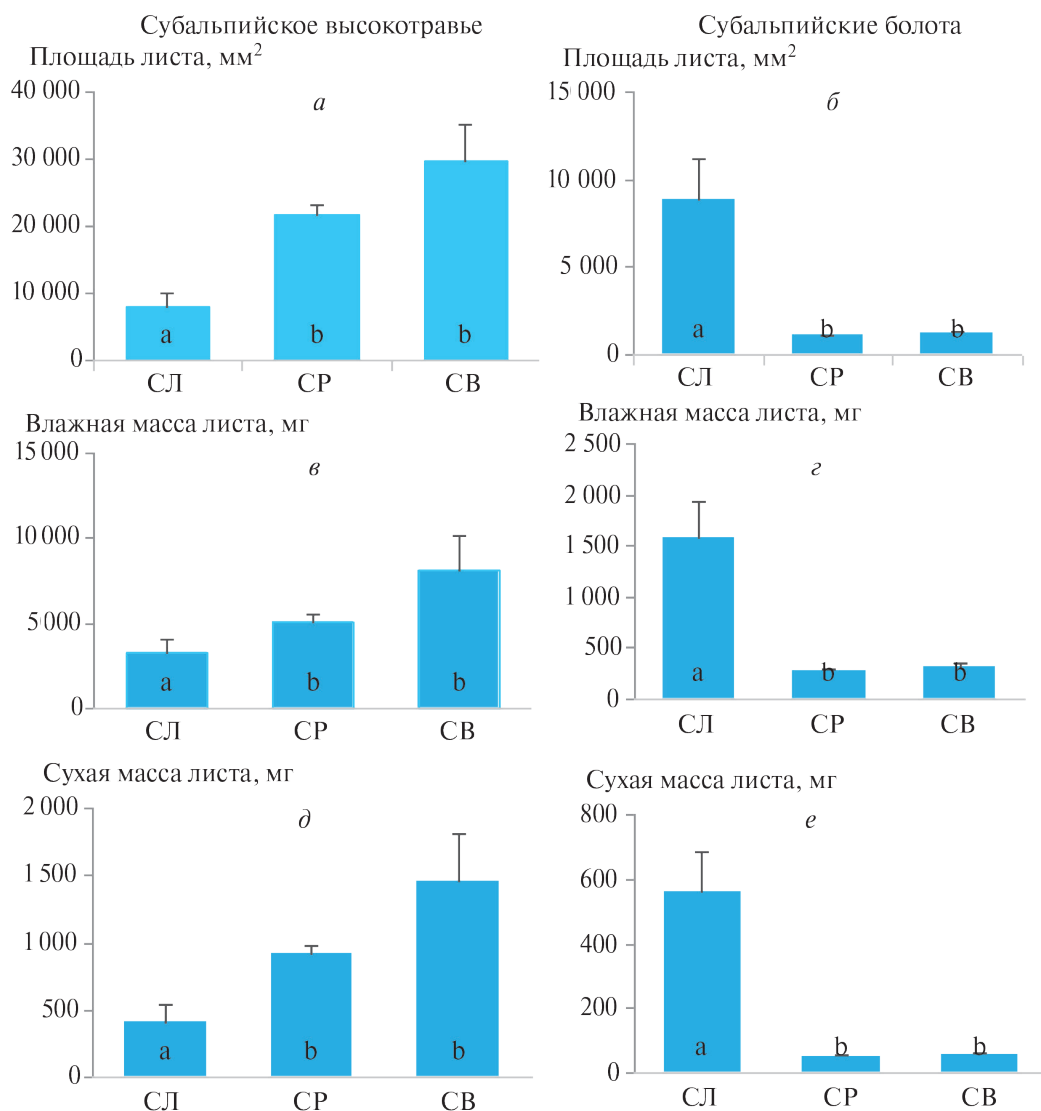 Субальпийское высокотравье
Площадь листа, мм²
40 000
а
30 000
20 000
10 000
0
a
b
b
СЛ
СР
СВ
Субальпийские болота
Площадь листа, мм²
15 000
б
10 000
5 000
0
a
b
b
СЛ
СР
СВ
Влажная масса листа, мг
15 000
в
10 000
5 000
0
a
b
b
СЛ
СР
СВ
Влажная масса листа, мг
2 500
г
2 000
1 500
1 000
500
0
a
b
b
СЛ
СР
СВ
Сухая масса листа, мг
2 000
д
1 500
1 000
500
0
a
b
b
СЛ
СР
СВ
Сухая масса листа, мг
800
е
600
400
200
0
a
b
b
СЛ
СР
СВ